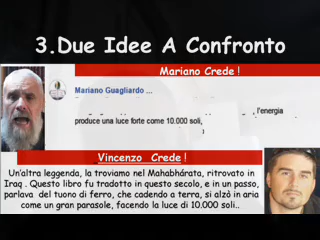 3.Due Idee A Confronto
Mariano Crede !
Mariano Guagliardo ...
l'energia
produce una luce forte come 10.000 soli,
Vincenzo Crede !
Un'altra leggenda, la troviamo nel Mahabhárata, ritrovato in
Iraq . Questo libro fu tradotto in questo secolo, e in un passo,
parlava del tuono di ferro, che cadendo a terra, si alzò in aria
come un gran parasole, facendo la luce di 10.000 soli..